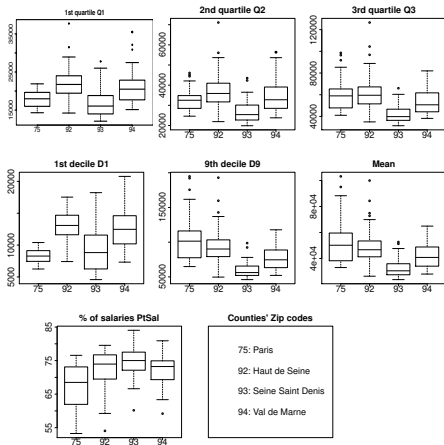 1st quartile Q1
2nd quartile Q2
3rd quartile Q3
15000 25000 35000
20000 40000 60000
40000 80000 120000
75 92 93 94
75 92 93 94
75 92 93 94
1st decile D1
9th decile D9
Mean
5000 10000 20000
50000 100000 150000
4e+04 8e+04
75 92 93 94
75 92 93 94
75 92 93 94
% of salaries PtSal
Counties' Zip codes
55 65 75 85
75 92 93 94
75: Paris
92: Haut de Seine
93: Seine Saint Denis
94: Val de Marne